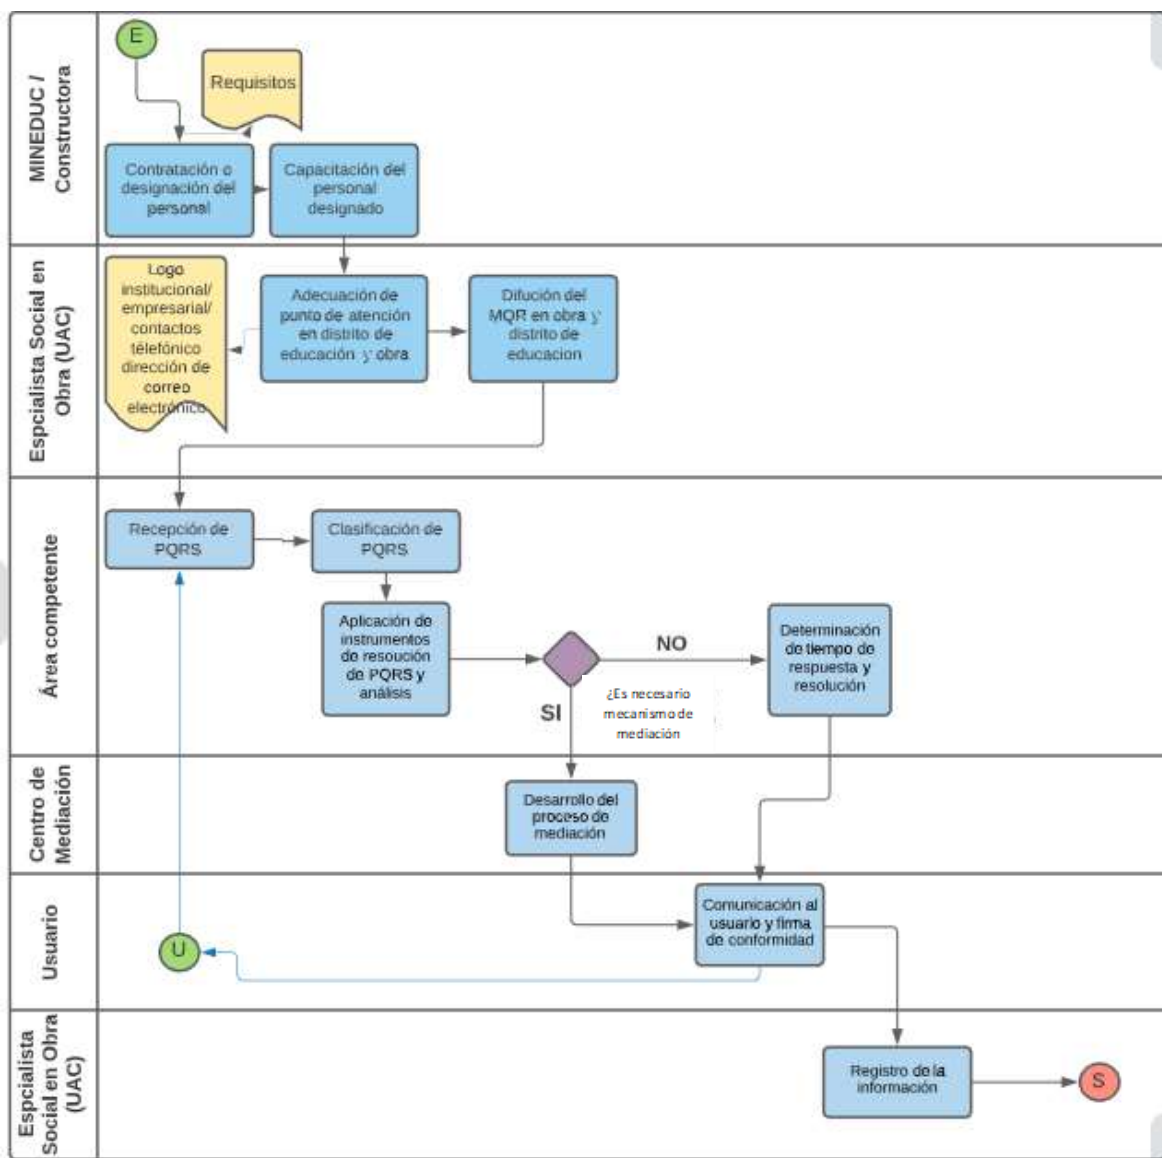 MINEDUC /
Constructora
E
Requisitos
Contratación o
designación del
personal
Capacitación del
personal
designado
Espcialista Social en
Obra (UAC)
Logo
institucional/
empresarial/
contactos
télefónico
dirección de
correo
electrónico
Adecuación de
punto de atención
en distrito de
educación y obra
Difución del
MQR en obra y
distrito de
educacion
Área competente
Recepción de
PQRS
Clasificación de
PQRS
Aplicación de
instrumentos
de resoución
de PQRS y
análisis
NO
SI
¿Es necesario
mecanismo de
mediación
Determinación
de tiempo de
respuesta y
resolución
Centro de
Mediación
Desarrollo del
proceso de
mediación
Usuario
U
Comunicación al
usuario y firma
de conformidad
Espcialista
Social en Obra
(UAC)
Registro de la
información
S